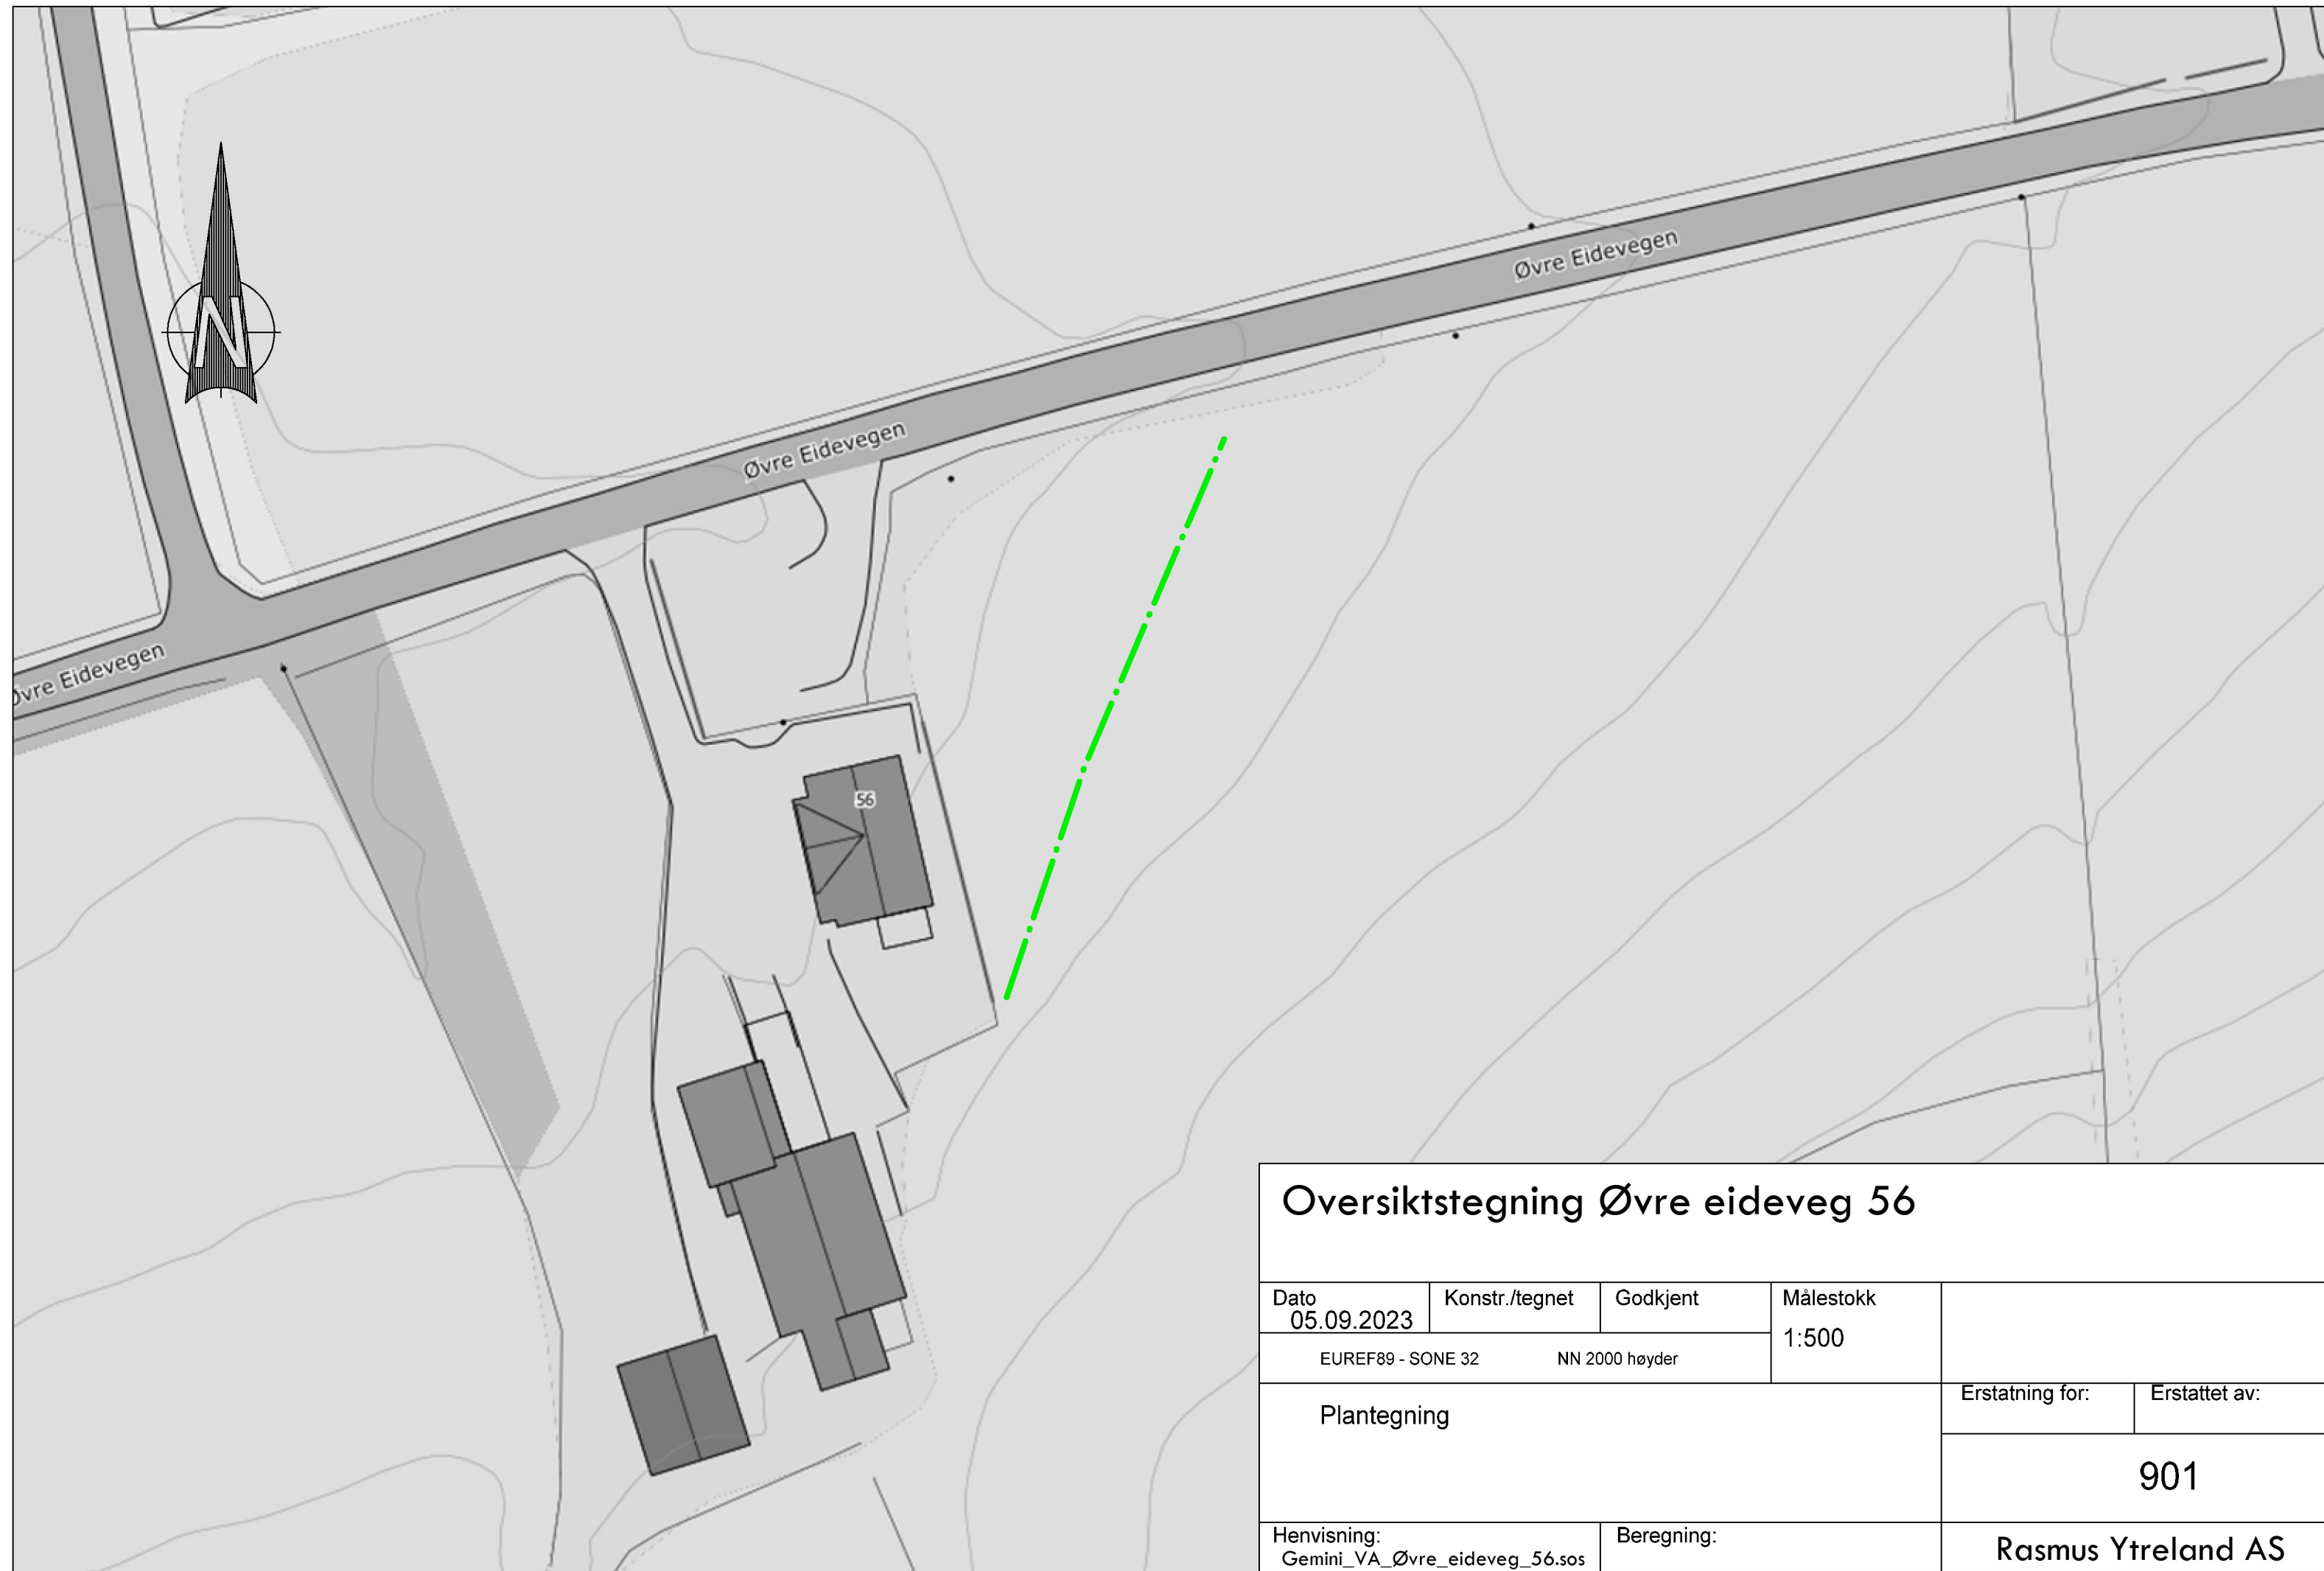 N
Øvre Eidevegen
Øvre Eidevegen
Øvre Eidevegen
56
Oversiktstegning Øvre eideveg 56
Dato
05.09.2023
Konstr./tegnet
Godkjent
Målestokk
1:500
EUREF89 - SONE 32
NN 2000 høyder
Plantegning
Erstatning for:
Erstattet av:
901
Henvisning:
Gemini_VA_Øvre_eideveg_56.sos
Beregning:
Rasmus Ytreland AS